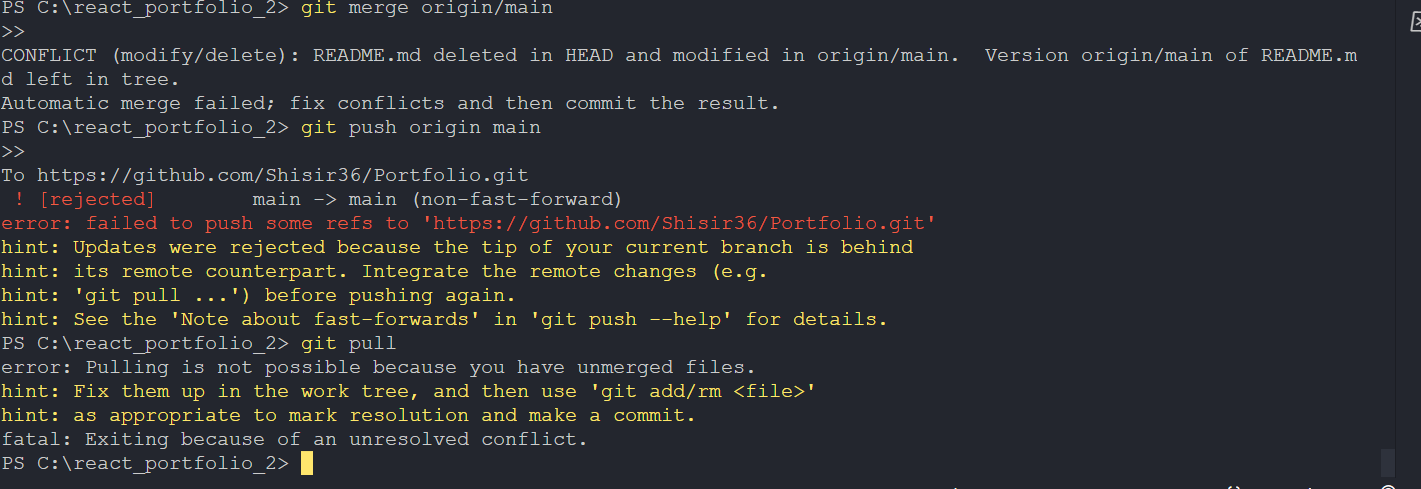 PS C:\react_portfolio_2> git merge origin/main
>>
CONFLICT (modify/delete): README.md deleted in HEAD and modified in origin/main.  Version origin/main of README.m
d left in tree.
Automatic merge failed; fix conflicts and then commit the result.
PS C:\react_portfolio_2> git push origin main
>>
To https://github.com/Shisir36/Portfolio.git
 ! [rejected]        main -> main (non-fast-forward)
error: failed to push some refs to 'https://github.com/Shisir36/Portfolio.git'
hint: Updates were rejected because the tip of your current branch is behind
hint: its remote counterpart. Integrate the remote changes (e.g.
hint: 'git pull ...') before pushing again.
hint: See the 'Note about fast-forwards' in 'git push --help' for details.
PS C:\react_portfolio_2> git pull
error: Pulling is not possible because you have unmerged files.
hint: Fix them up in the work tree, and then use 'git add/rm <file>'
hint: as appropriate to mark resolution and make a commit.
fatal: Exiting because of an unresolved conflict.
PS C:\react_portfolio_2>